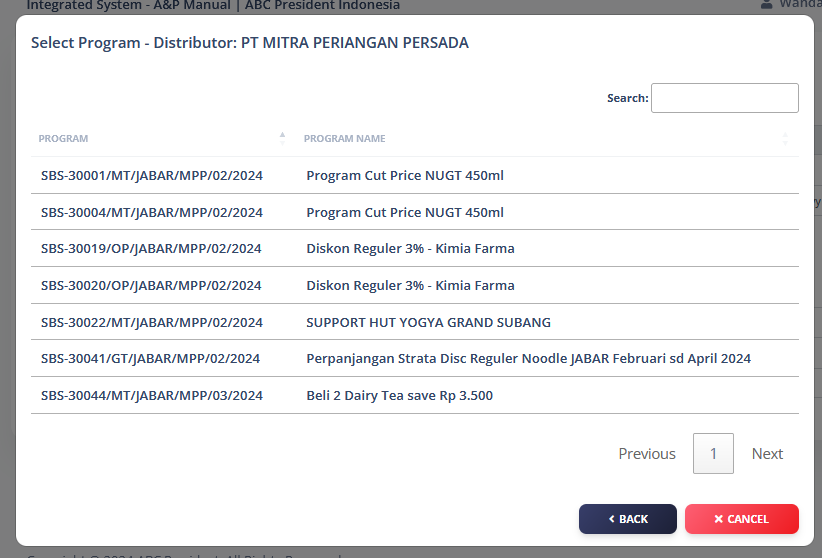 Integrated System - A&P Manual | ABC President Indonesia
Wanda
Select Program - Distributor: PT MITRA PERIANGAN PERSADA
Search:
PROGRAM PROGRAM NAME
SBS-30001/MT/JABAR/MPP/02/2024 Program Cut Price NUGT 450ml
SBS-30004/MT/JABAR/MPP/02/2024 Program Cut Price NUGT 450ml
SBS-30019/OP/JABAR/MPP/02/2024 Diskon Reguler 3% - Kimia Farma
SBS-30020/OP/JABAR/MPP/02/2024 Diskon Reguler 3% - Kimia Farma
SBS-30022/MT/JABAR/MPP/02/2024 SUPPORT HUT YOGYA GRAND SUBANG
SBS-30041/GT/JABAR/MPP/02/2024 Perpanjangan Strata Disc Reguler Noodle JABAR Februari sd April 2024
SBS-30044/MT/JABAR/MPP/03/2024 Beli 2 Dairy Tea save Rp 3.500
Previous 1 Next
BACK CANCEL